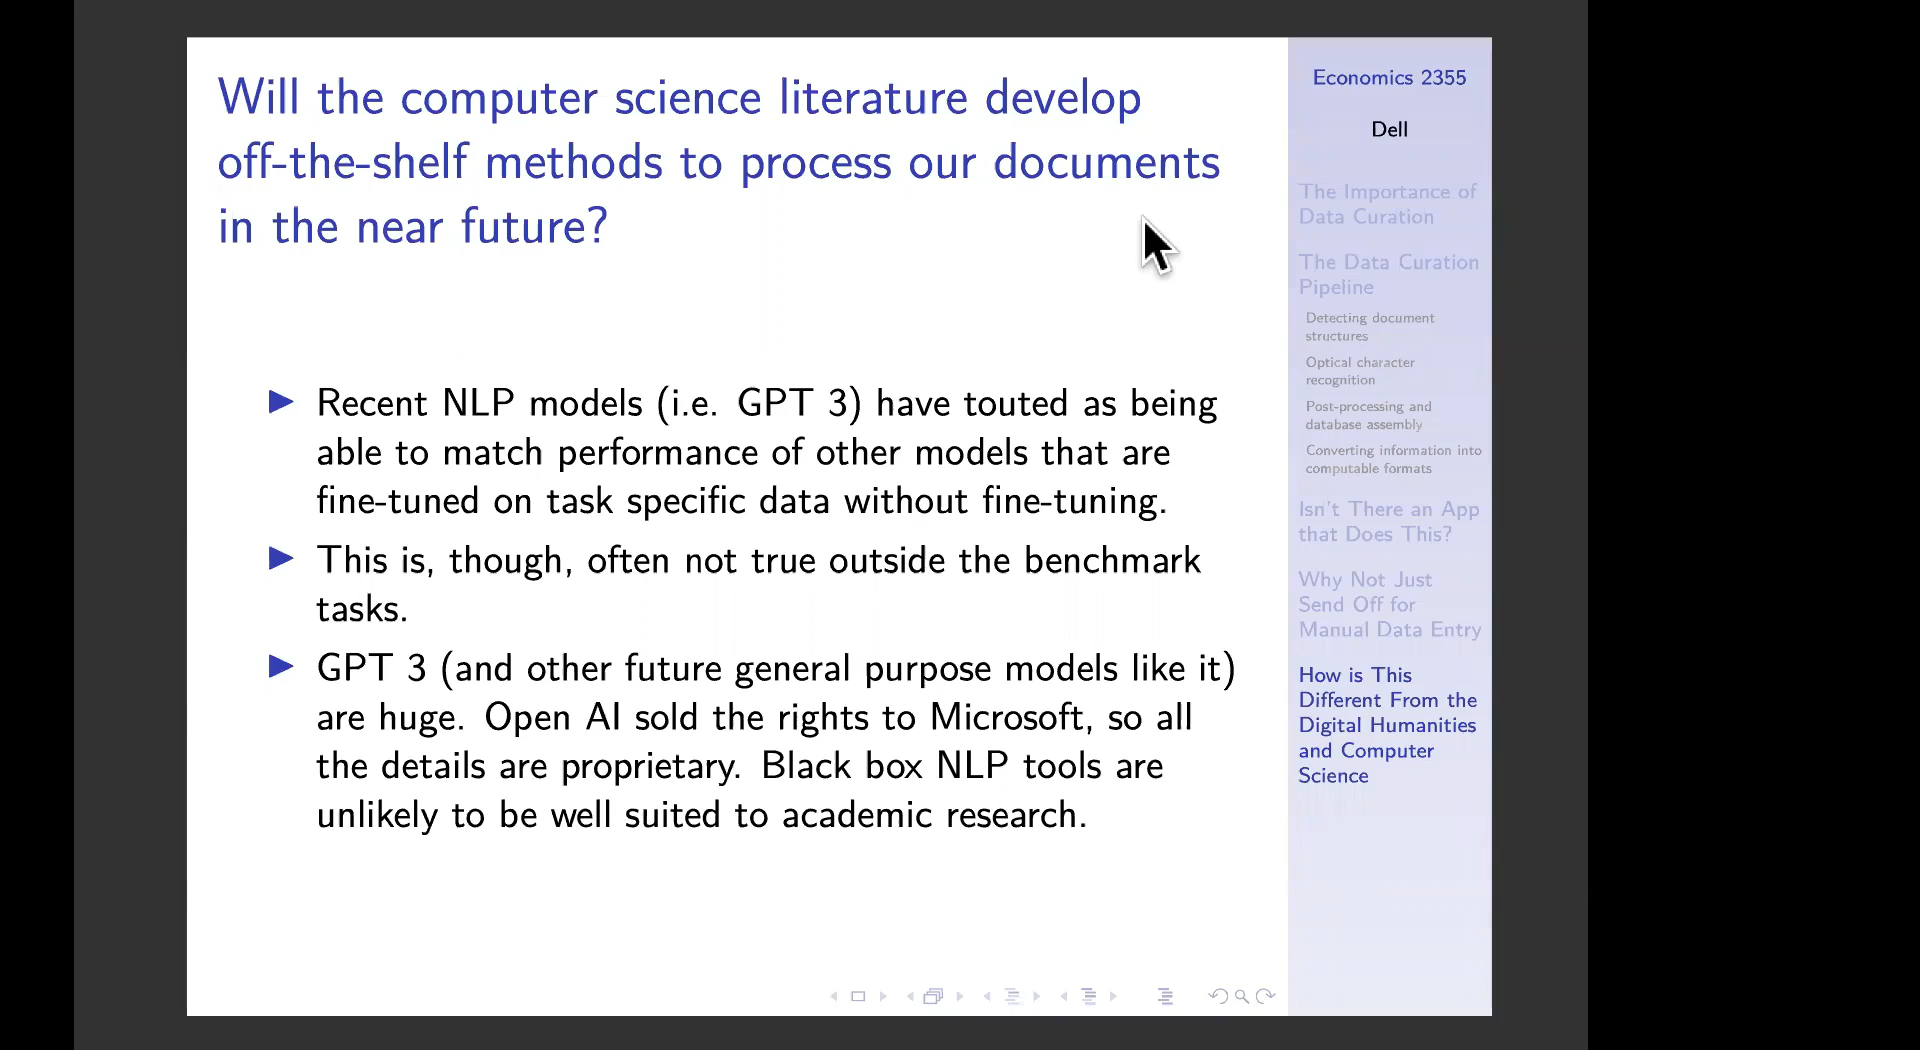 Will the computer science literature develop
off-the-shelf methods to process our documents
in the near future?
Recent NLP models (i.e. GPT 3) have touted as being
able to match performance of other models that are
fine-tuned on task specific data without fine-tuning.
This is, though, often not true outside the benchmark
tasks.
GPT 3 (and other future general purpose models like it)
are huge. Open AI sold the rights to Microsoft, so all
the details are proprietary. Black box NLP tools are
unlikely to be well suited to academic research.
Economics 2355
Dell
The Importance of
Data Curation
The Data Curation
Pipeline
Detecting document
structures
Optical character
recognition
Post-processing and
database assembly
Converting information into
computable formats
Isn't There an App
that Does This?
Why Not Just
Send Off for
Manual Data Entry
How is This
Different From the
Digital Humanities
and Computer
Science